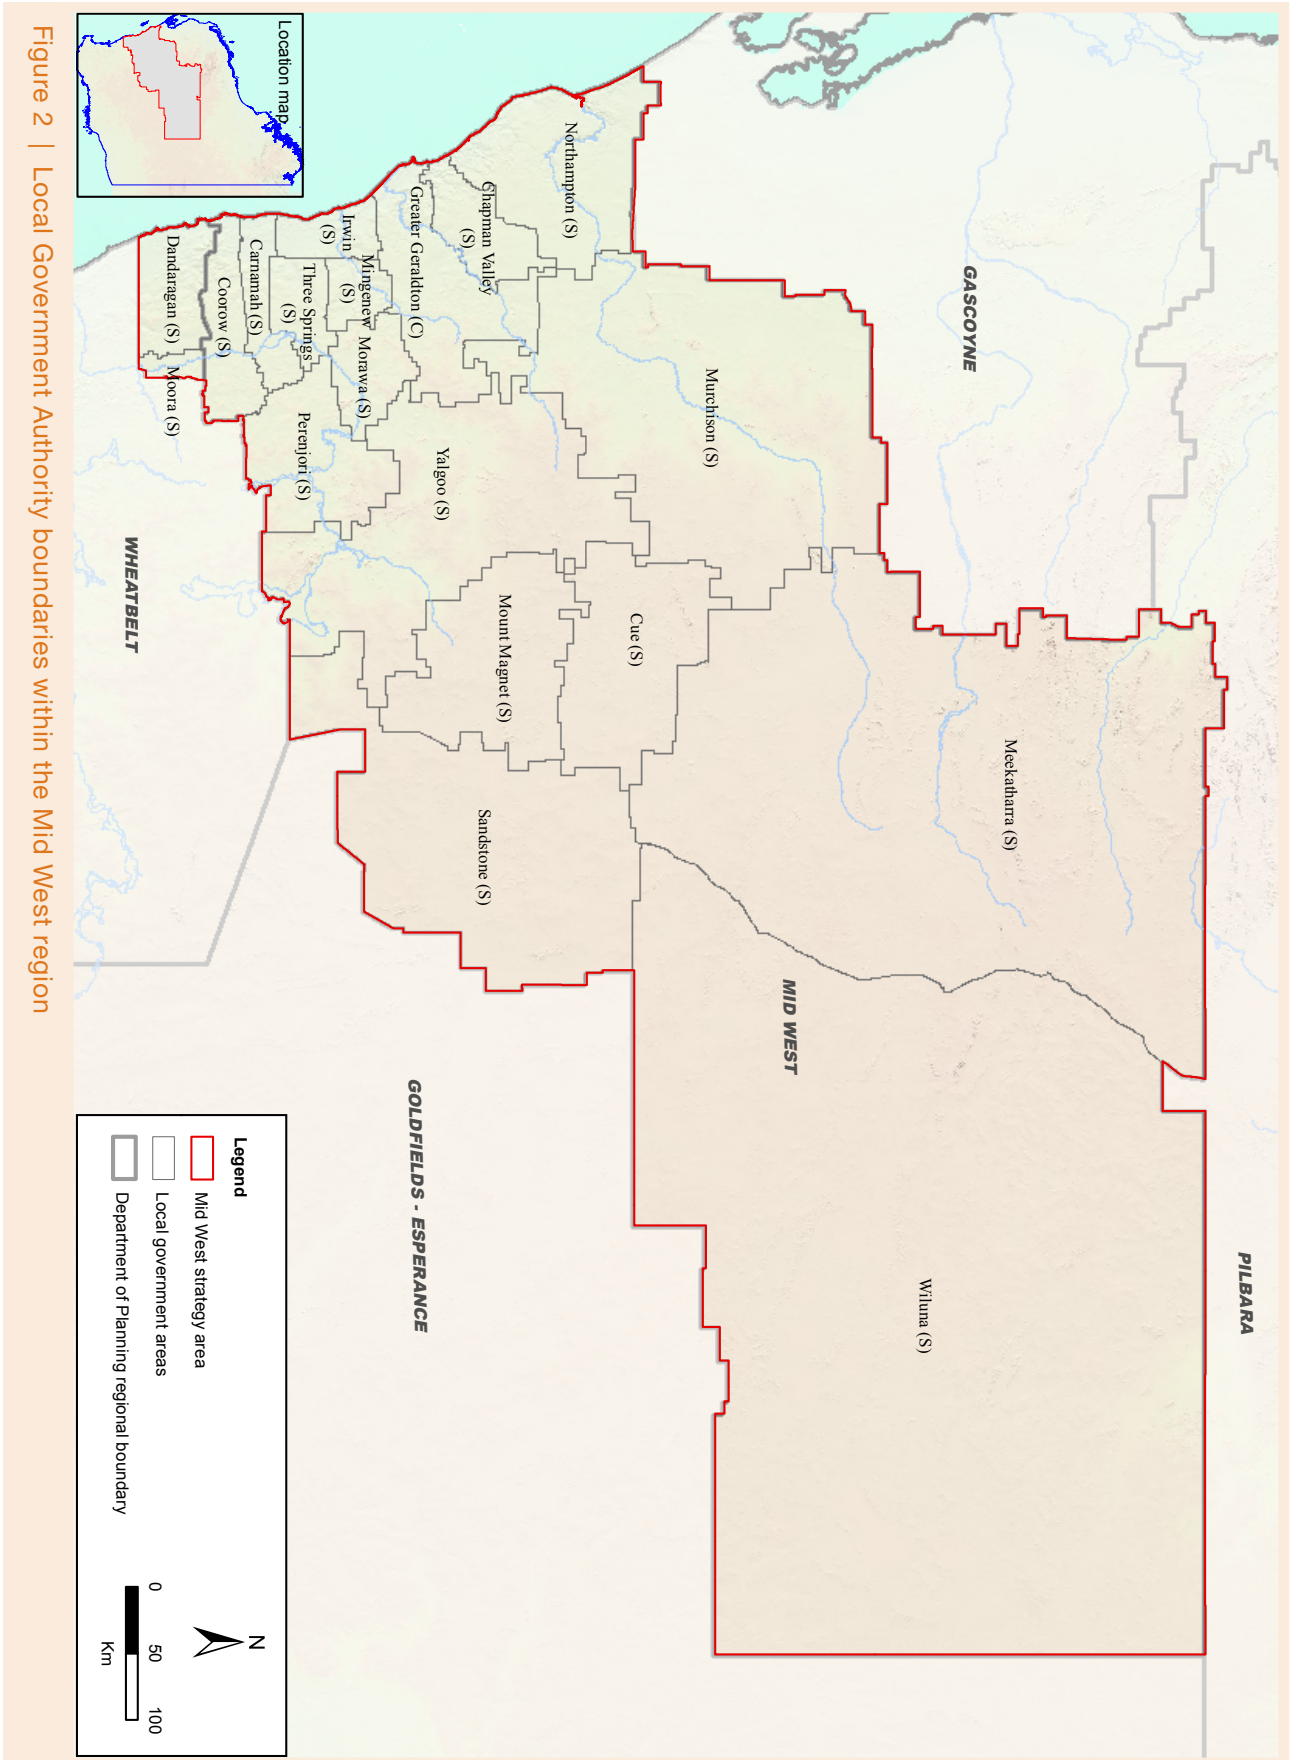 Location map
GASCOYNE
PILBARA
Northampton (S)
Chapman Valley
(S)
Greater Geraldton (C)
Irwin
(S)
Mingenew
(S)
Morawa (S)
Three Springs
(S)
Carnamah (S)
Coorow (S)
Dandaragan (S)
Moora (S)
Perenjori (S)
Yalgoo (S)
Murchison (S)
Cue (S)
Mount Magnet (S)
Sandstone (S)
Meekatharra (S)
MID WEST
Wiluna (S)
WHEATBELT
GOLDFIELDS - ESPERANCE
Legend
Mid West strategy area
Local government areas
Department of Planning regional boundary
N
0 50 100
Km
Figure 2 | Local Government Authority boundaries within the Mid West region